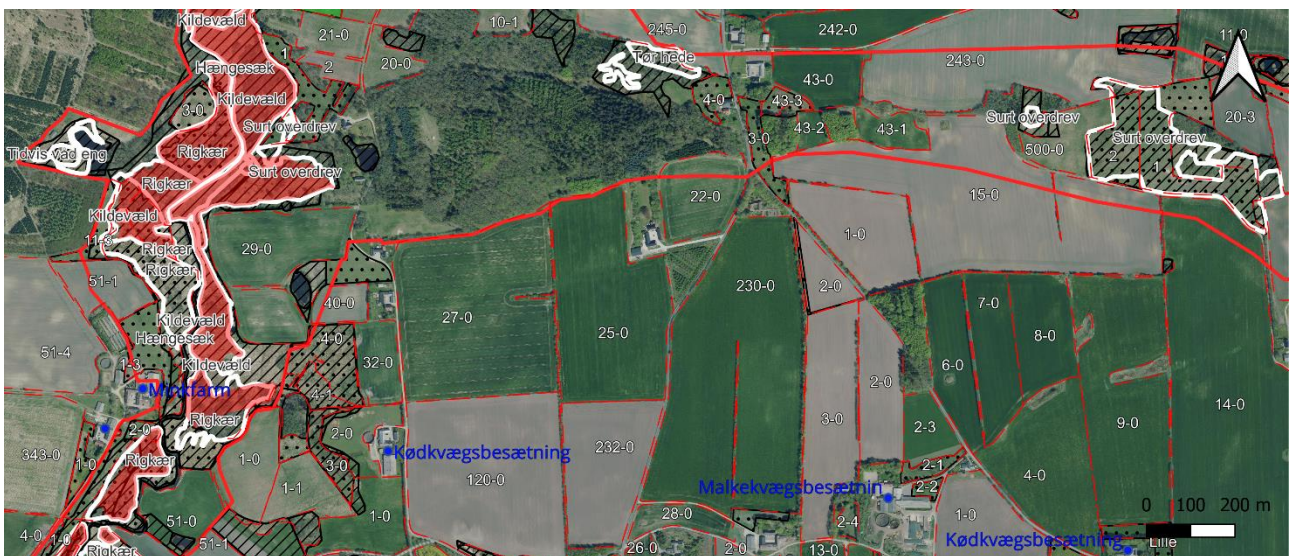 Kildevæld
21-0
10-1
245-0
242-0
11-0
1
Hængesæk
2
20-0
Tør hede
243-0
43-0
Kildevæld
3-0
4-0
43-3
Surt overdrev
Surt overdrev
20-3
43-2
43-1
3-0
Surt overdrev
Tidvis våd eng
Rigkær
500-0
2
1
Surt overdrev
Rigkær
22-0
15-0
Kildevæld
1-0
Rigkær
29-0
51-1
Rigkær
230-0
2-0
27-0
40-0
7-0
25-0
Kildevæld
8-0
Hængesæk
4-0
51-4
1-3
Kildevæld
32-0
6-0
2-0
Minkfarm
4-1
14-0
Rigkær
3-0
9-0
2-0
2-0
2-3
343-0
232-0
Kødkvægsbesætning
Rigkær
1-0
3-0
2-1
4-0
1-0
1-1
120-0
Malkekvægsbesætnin
2-2
0 100 200 m
51-0
1-0
28-0
2-4
1-0
4-0
1-0
51-1
26-0
2-0
13-0
Kødkvægsbesætning
Lille
Rigkær